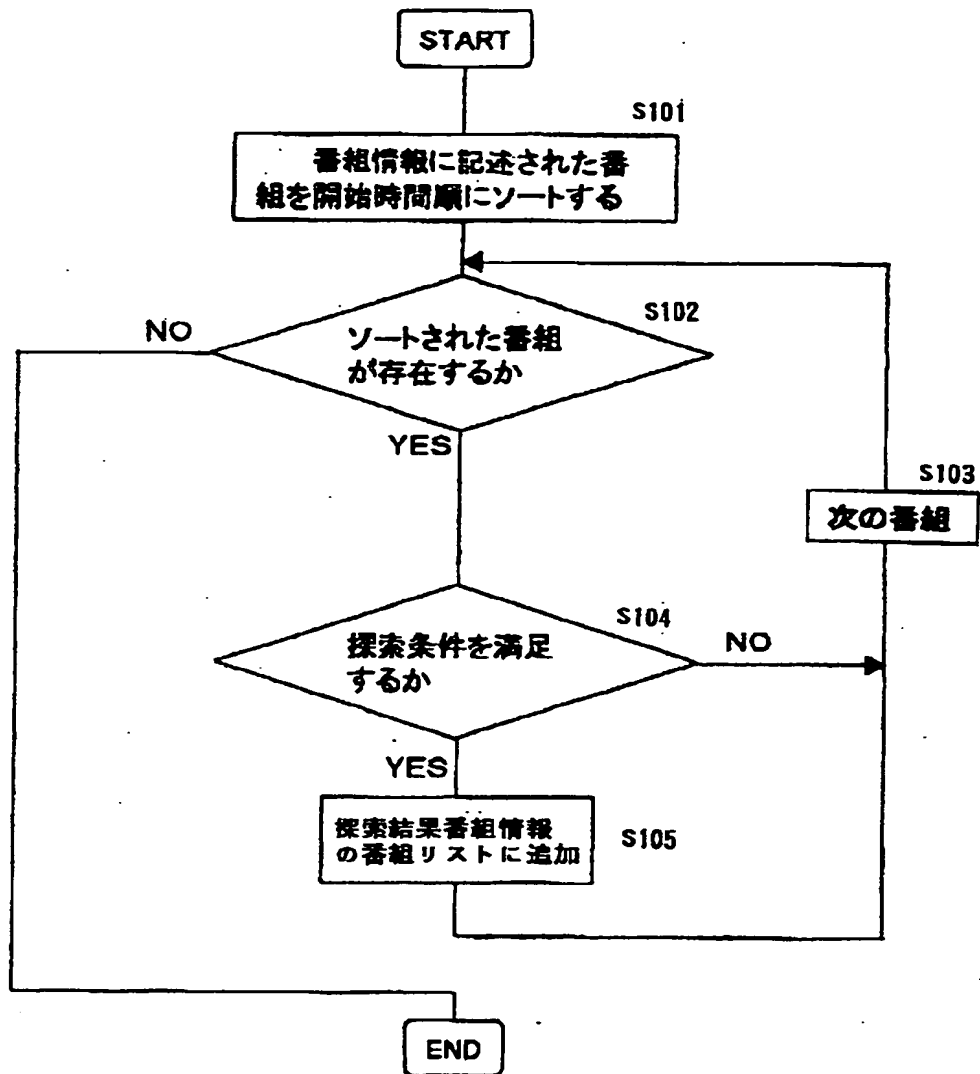 START
S101
番組情報に記述された番
組を開始時間順にソートする
S102
NO
ソートされた番組
が存在するか
YES
S103
次の番組
S104
探索条件を満足
するか
NO
YES
探索結果番組情報
の番組リストに追加
S105
END